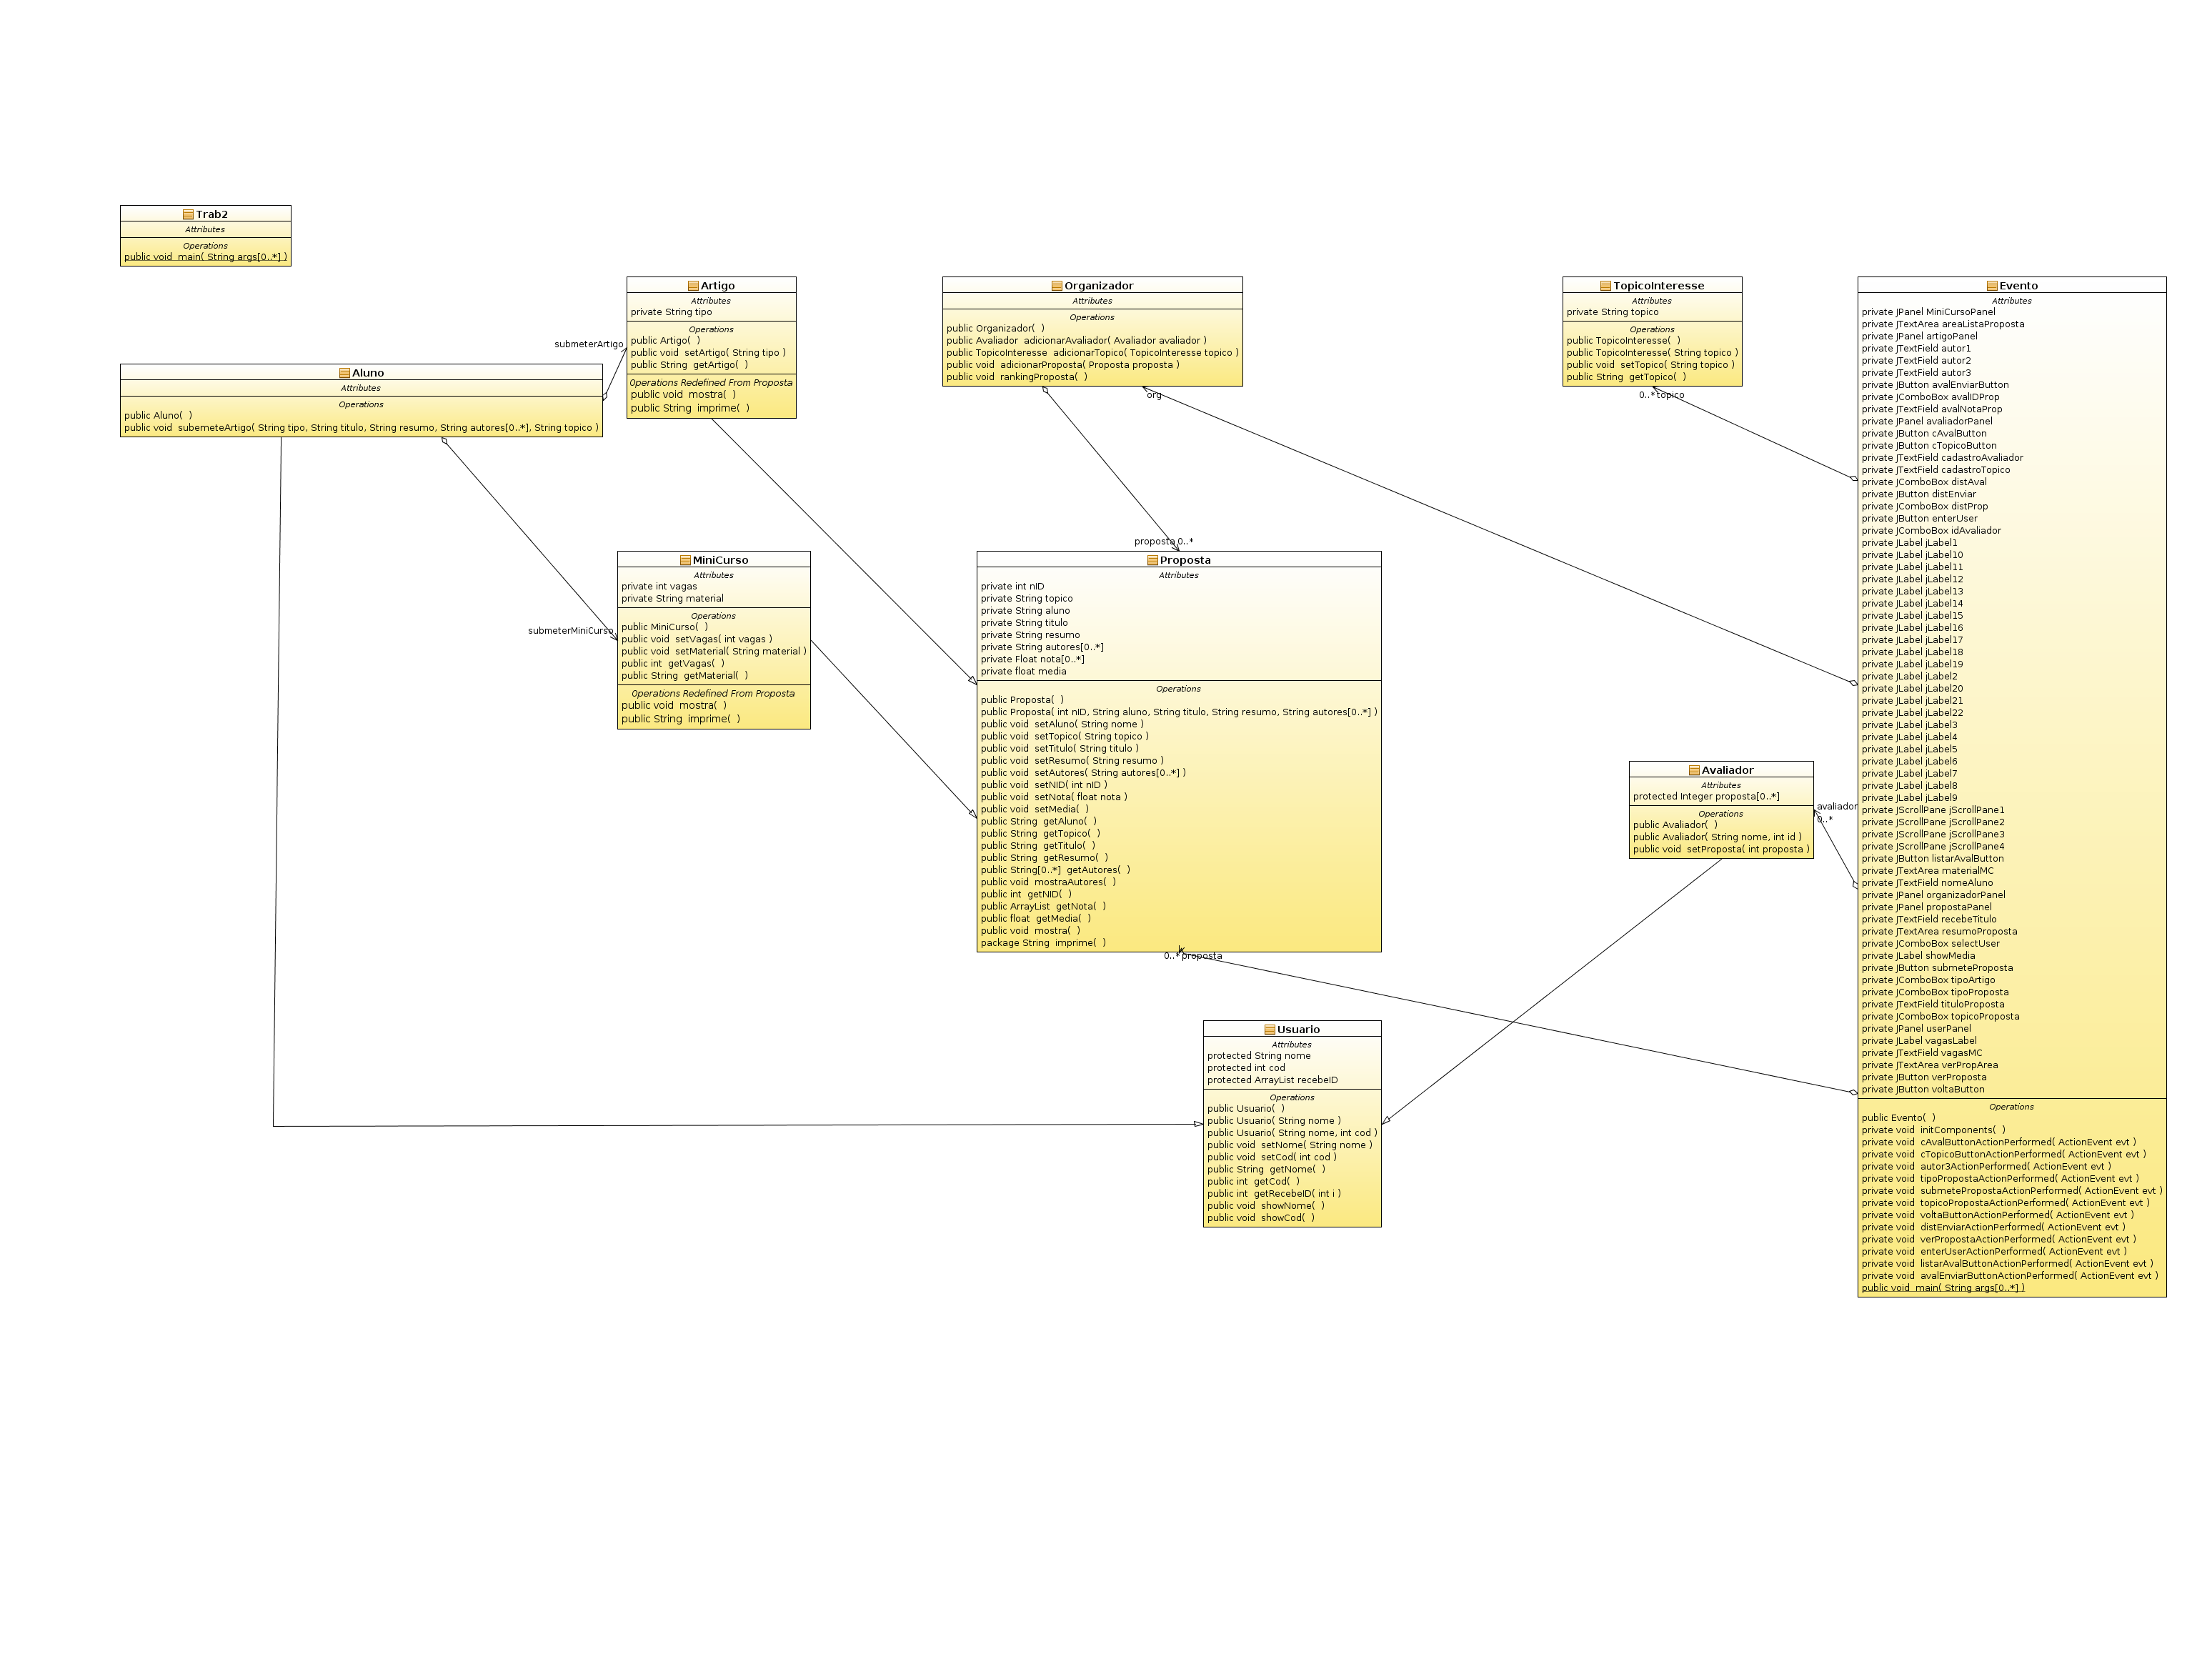 Trab2
Attributes
Operations
public void  main( String args[0..*] )
Artigo
Attributes
private String tipo
Operations
public Artigo(  )
public void  setArtigo( String tipo )
public String  getArtigo(  )
Operations Redefined From Proposta
public void  mostra(  )
public String  imprime(  )
submeterArtigo
Aluno
Attributes
Operations
public Aluno(  )
public void  subemeteArtigo( String tipo, String titulo, String resumo, String autores[0..*], String topico )
Organizador
Attributes
Operations
public Organizador(  )
public Avaliador  adicionarAvaliador( Avaliador avaliador )
public TopicoInteresse  adicionarTopico( TopicoInteresse topico )
public void  adicionarProposta( Proposta proposta )
public void  rankingProposta(  )
org
TopicoInteresse
Attributes
private String topico
Operations
public TopicoInteresse(  )
public TopicoInteresse( String topico )
public void  setTopico( String topico )
public String  getTopico(  )
0..* topico
MiniCurso
Attributes
private int vagas
private String material
Operations
public MiniCurso(  )
public void  setVagas( int vagas )
public void  setMaterial( String material )
public int  getVagas(  )
public String  getMaterial(  )
Operations Redefined From Proposta
public void  mostra(  )
public String  imprime(  )
submeterMiniCurso
proposta 0..*
Proposta
Attributes
private int nID
private String topico
private String aluno
private String titulo
private String resumo
private String autores[0..*]
private Float nota[0..*]
private float media
Operations
public Proposta(  )
public Proposta( int nID, String aluno, String titulo, String resumo, String autores[0..*] )
public void  setAluno( String nome )
public void  setTopico( String topico )
public void  setTitulo( String titulo )
public void  setResumo( String resumo )
public void  setAutores( String autores[0..*] )
public void  setNID( int nID )
public void  setNota( float nota )
public void  setMedia(  )
public String  getAluno(  )
public String  getTopico(  )
public String  getTitulo(  )
public String  getResumo(  )
public String[0..*]  getAutores(  )
public void  mostraAutores(  )
public int  getNID(  )
public ArrayList  getNota(  )
public float  getMedia(  )
public void  mostra(  )
package String  imprime(  )
0..* proposta
Avaliador
Attributes
protected Integer proposta[0..*]
Operations
public Avaliador(  )
public Avaliador( String nome, int id )
public void  setProposta( int proposta )
avaliador
0..*
Usuario
Attributes
protected String nome
protected int cod
protected ArrayList recebeID
Operations
public Usuario(  )
public Usuario( String nome )
public Usuario( String nome, int cod )
public void  setNome( String nome )
public void  setCod( int cod )
public String  getNome(  )
public int  getCod(  )
public int  getRecebeID( int i )
public void  showNome(  )
public void  showCod(  )
Evento
Attributes
private JPanel MiniCursoPanel
private JTextArea areaListaProposta
private JPanel artigoPanel
private JTextField autor1
private JTextField autor2
private JTextField autor3
private JButton avalEnviarButton
private JComboBox avalIDProp
private JTextField avalNotaProp
private JPanel avaliadorPanel
private JButton cAvalButton
private JButton cTopicoButton
private JTextField cadastroAvaliador
private JTextField cadastroTopico
private JComboBox distAval
private JButton distEnviar
private JComboBox distProp
private JButton enterUser
private JComboBox idAvaliador
private JLabel jLabel1
private JLabel jLabel10
private JLabel jLabel11
private JLabel jLabel12
private JLabel jLabel13
private JLabel jLabel14
private JLabel jLabel15
private JLabel jLabel16
private JLabel jLabel17
private JLabel jLabel18
private JLabel jLabel19
private JLabel jLabel2
private JLabel jLabel20
private JLabel jLabel21
private JLabel jLabel22
private JLabel jLabel3
private JLabel jLabel4
private JLabel jLabel5
private JLabel jLabel6
private JLabel jLabel7
private JLabel jLabel8
private JLabel jLabel9
private JScrollPane jScrollPane1
private JScrollPane jScrollPane2
private JScrollPane jScrollPane3
private JScrollPane jScrollPane4
private JButton listarAvalButton
private JTextArea materialMC
private JTextField nomeAluno
private JPanel organizadorPanel
private JPanel propostaPanel
private JTextField recebeTitulo
private JTextArea resumoProposta
private JComboBox selectUser
private JLabel showMedia
private JButton submeteProposta
private JComboBox tipoArtigo
private JComboBox tipoProposta
private JTextField tituloProposta
private JComboBox topicoProposta
private JPanel userPanel
private JLabel vagasLabel
private JTextField vagasMC
private JTextArea verPropArea
private JButton verProposta
private JButton voltaButton
Operations
public Evento(  )
private void  initComponents(  )
private void  cAvalButtonActionPerformed( ActionEvent evt )
private void  cTopicoButtonActionPerformed( ActionEvent evt )
private void  autor3ActionPerformed( ActionEvent evt )
private void  tipoPropostaActionPerformed( ActionEvent evt )
private void  submetePropostaActionPerformed( ActionEvent evt )
private void  topicoPropostaActionPerformed( ActionEvent evt )
private void  voltaButtonActionPerformed( ActionEvent evt )
private void  distEnviarActionPerformed( ActionEvent evt )
private void  verPropostaActionPerformed( ActionEvent evt )
private void  enterUserActionPerformed( ActionEvent evt )
private void  listarAvalButtonActionPerformed( ActionEvent evt )
private void  avalEnviarButtonActionPerformed( ActionEvent evt )
public void  main( String args[0..*] )